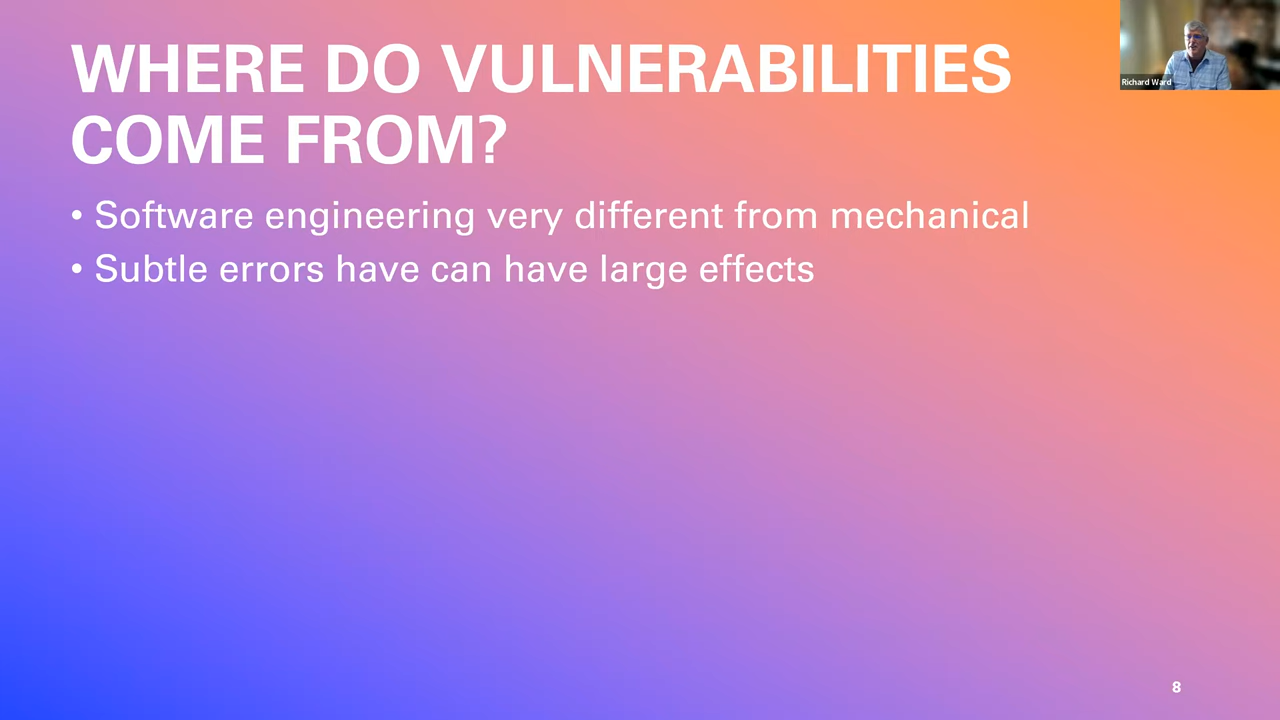 WHERE DO VULNERABILITIES
COME FROM?
• Software engineering very different from mechanical
• Subtle errors have can have large effects
Richard Ward
8